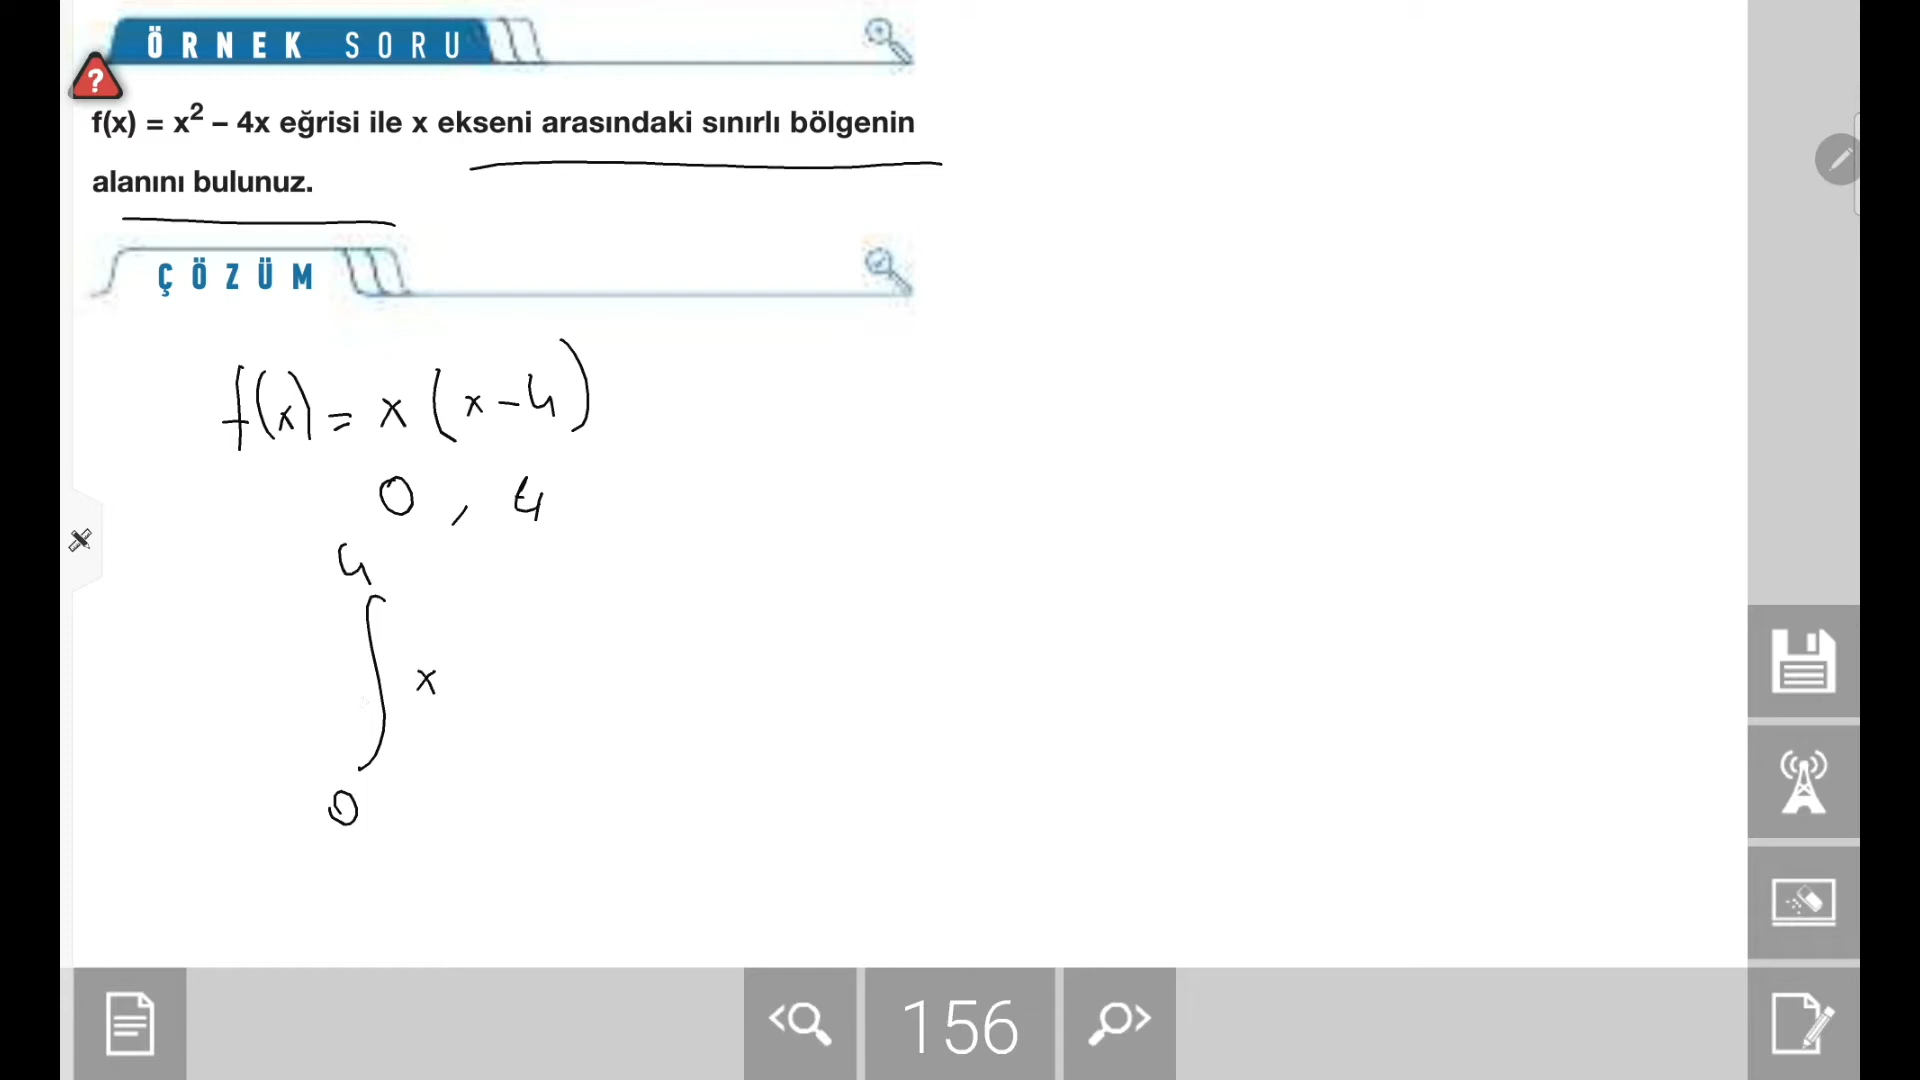 ÖRNEK SORU
?
f(x) = x² – 4x eğrisi ile x ekseni arasındaki sınırlı bölgenin
alanını bulunuz.
ÇÖZÜM
f(x) = x (x-4)
0, 4
4
∫ x
0
156